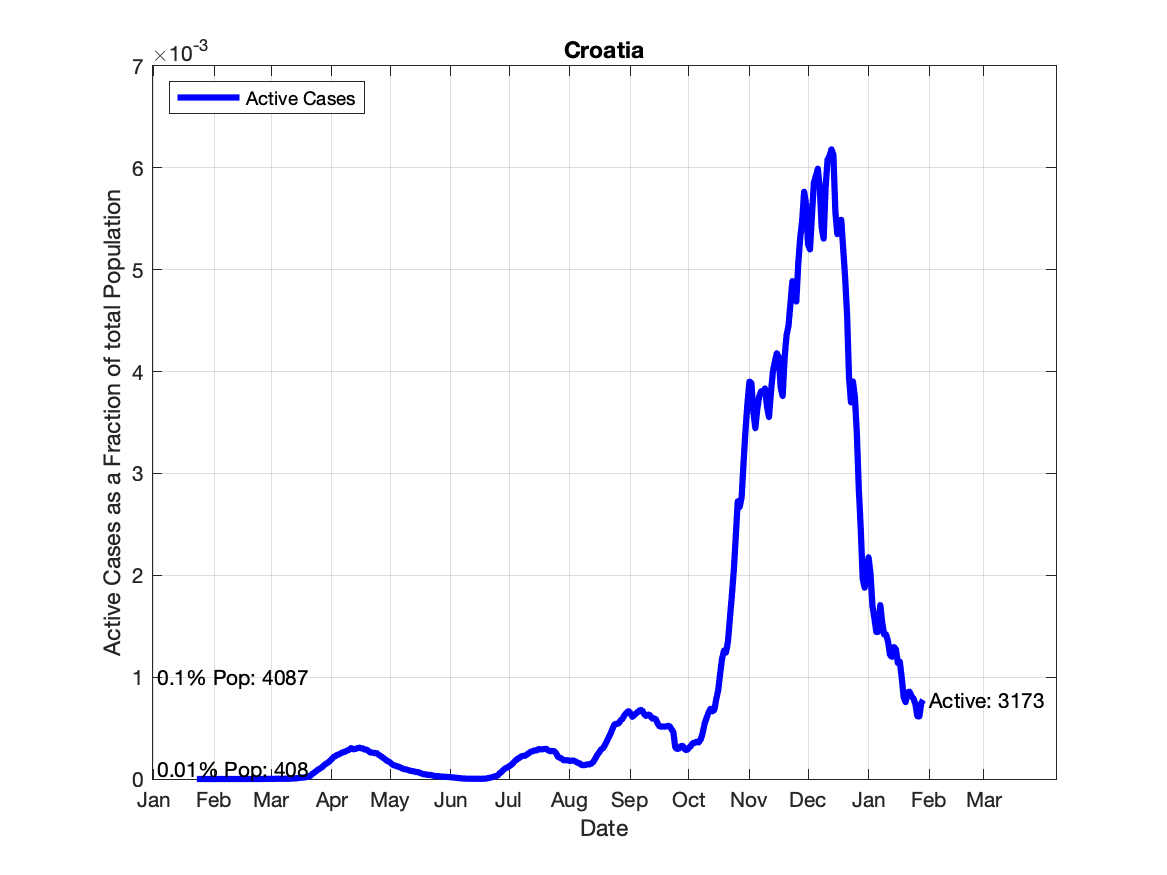 Croatia
×10-3
7
Active Cases
6
5
4
3
2
1
0
Active Cases as a Fraction of total Population
0.1% Pop: 4087
Active: 3173
0.01% Pop: 408
Jan Feb Mar Apr May Jun Jul Aug Sep Oct Nov Dec Jan Feb Mar
Date